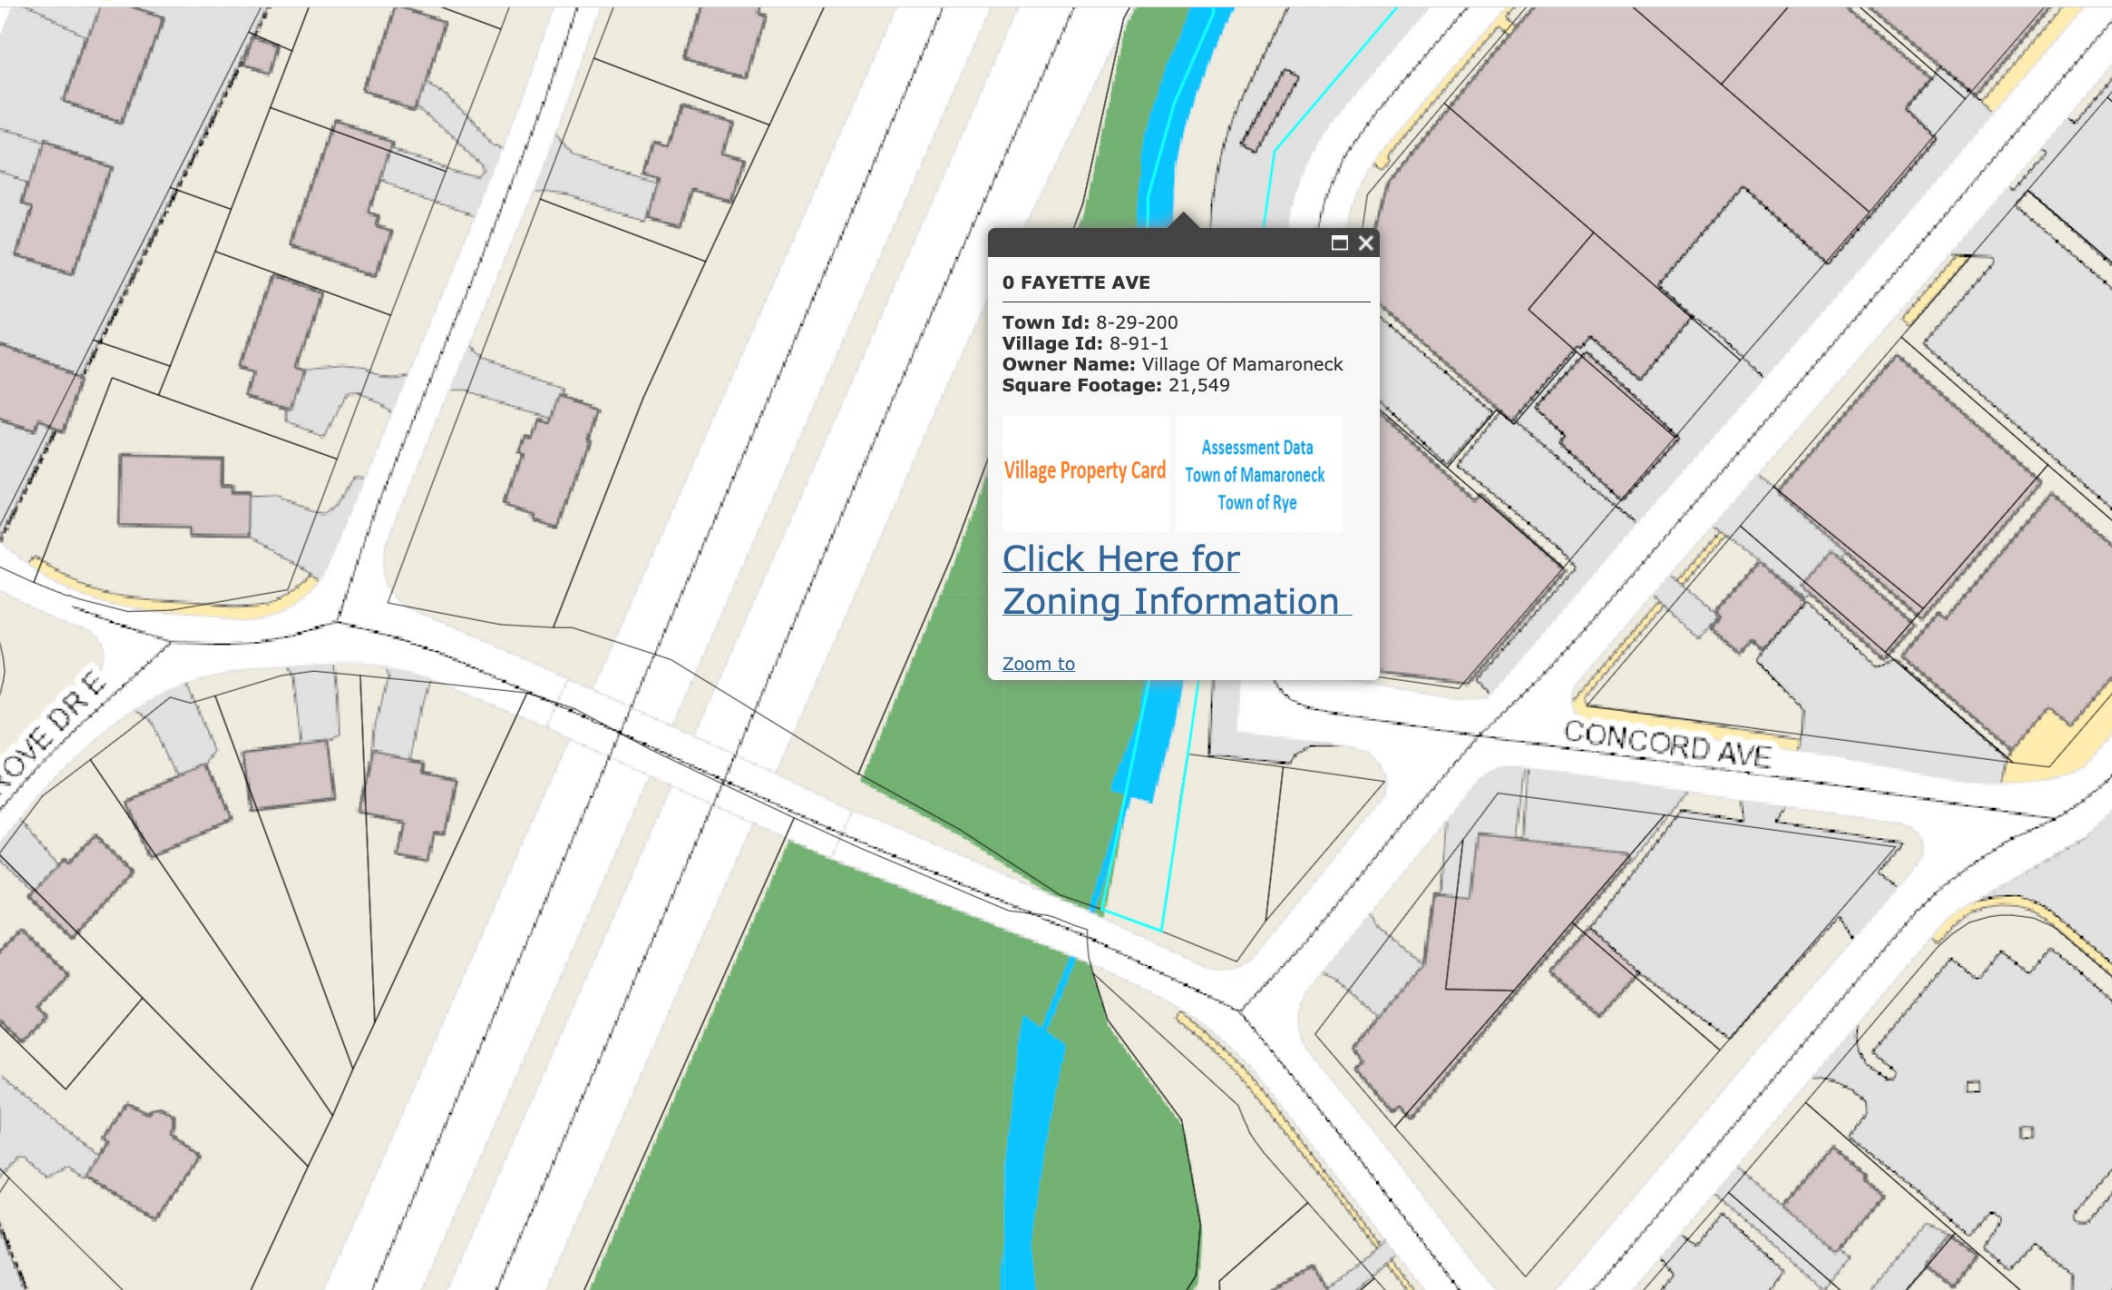 0 FAYETTE AVE
Town Id: 8-29-200
Village Id: 8-91-1
Owner Name: Village Of Mamaroneck
Square Footage: 21,549
Village Property Card
Assessment Data
Town of Mamaroneck
Town of Rye
Click Here for
Zoning Information
Zoom to
CONCORD AVE
ROVE DR E